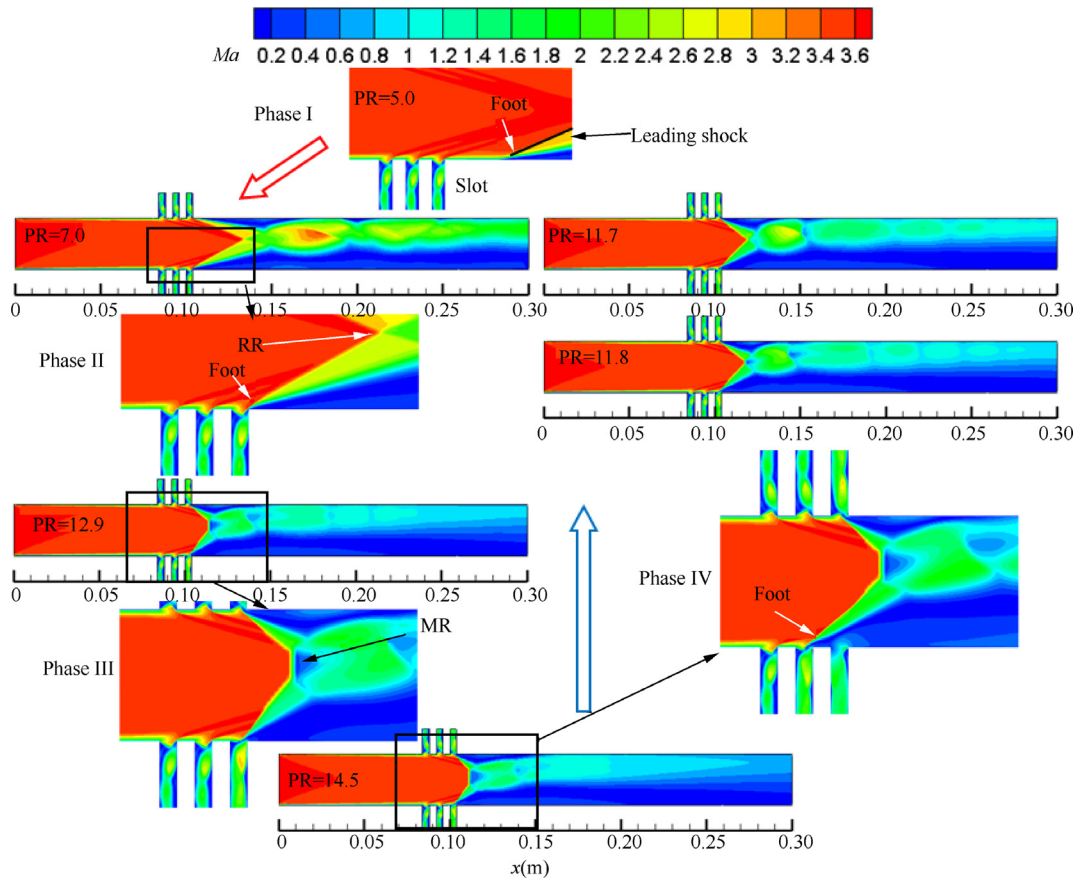 Ma 0.2 0.4 0.6 0.8 1 1.2 1.4 1.6 1.8 2 2.2 2.4 2.6 2.8 3 3.2 3.4 3.6
PR=5.0
Foot
Phase I
Leading shock
Slot
PR=7.0
PR=11.7
0 0.05 0.10 0.15 0.20 0.25 0.30
0 0.05 0.10 0.15 0.20 0.25 0.30
Phase II
RR
Foot
PR=11.8
0 0.05 0.10 0.15 0.20 0.25 0.30
PR=12.9
0 0.05 0.10 0.15 0.20 0.25 0.30
Phase III
MR
Phase IV
Foot
PR=14.5
0 0.05 0.10 0.15 0.20 0.25 0.30
x(m)